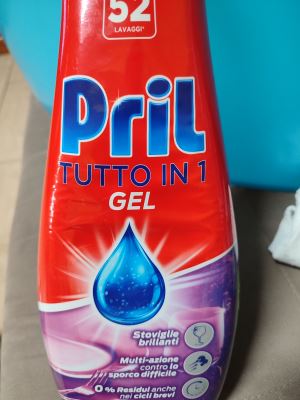 52
LAVAGGI*
Pril
TUTTO IN 1
GEL
Stoviglie
brillanti
Multi-azione
contro lo
sporco difficile
0% Residui anche
nei cicli brevi